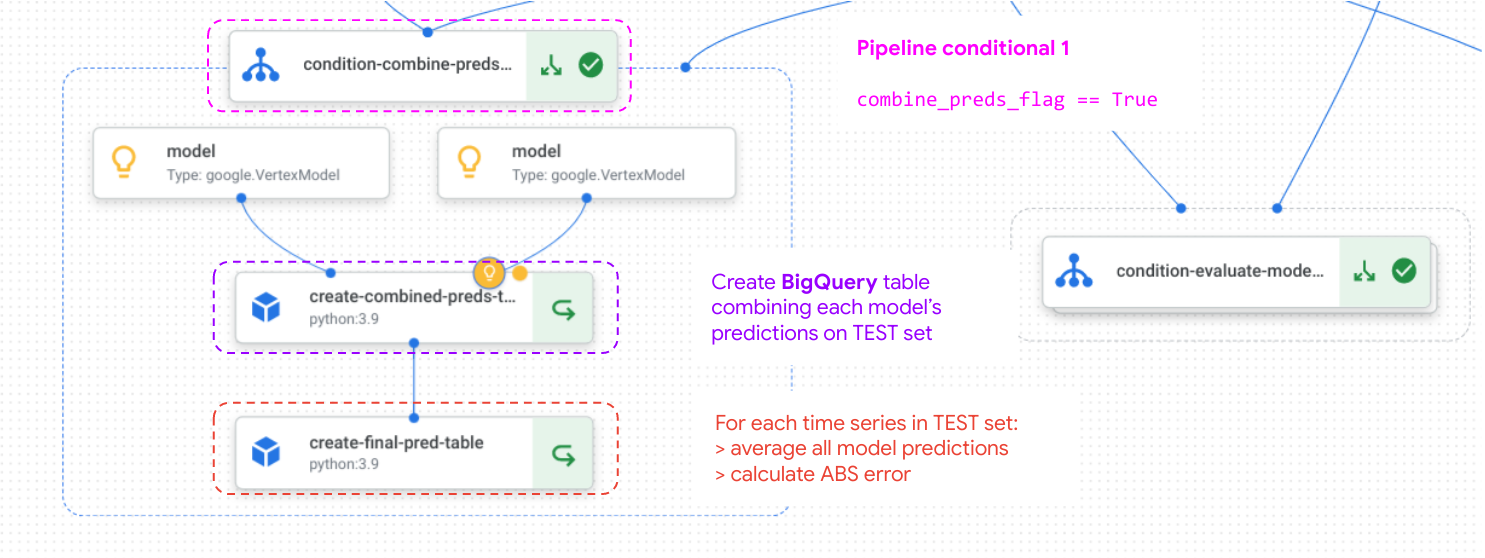 condition-combine-preds...
Pipeline conditional 1
combine_preds_flag == True
model
Type: google.VertexModel
model
Type: google.VertexModel
condition-evaluate-mode...
create-combined-preds-t...
python:3.9
Create BigQuery table
combining each model's
predictions on TEST set
create-final-pred-table
python:3.9
For each time series in TEST set:
> average all model predictions
> calculate ABS error